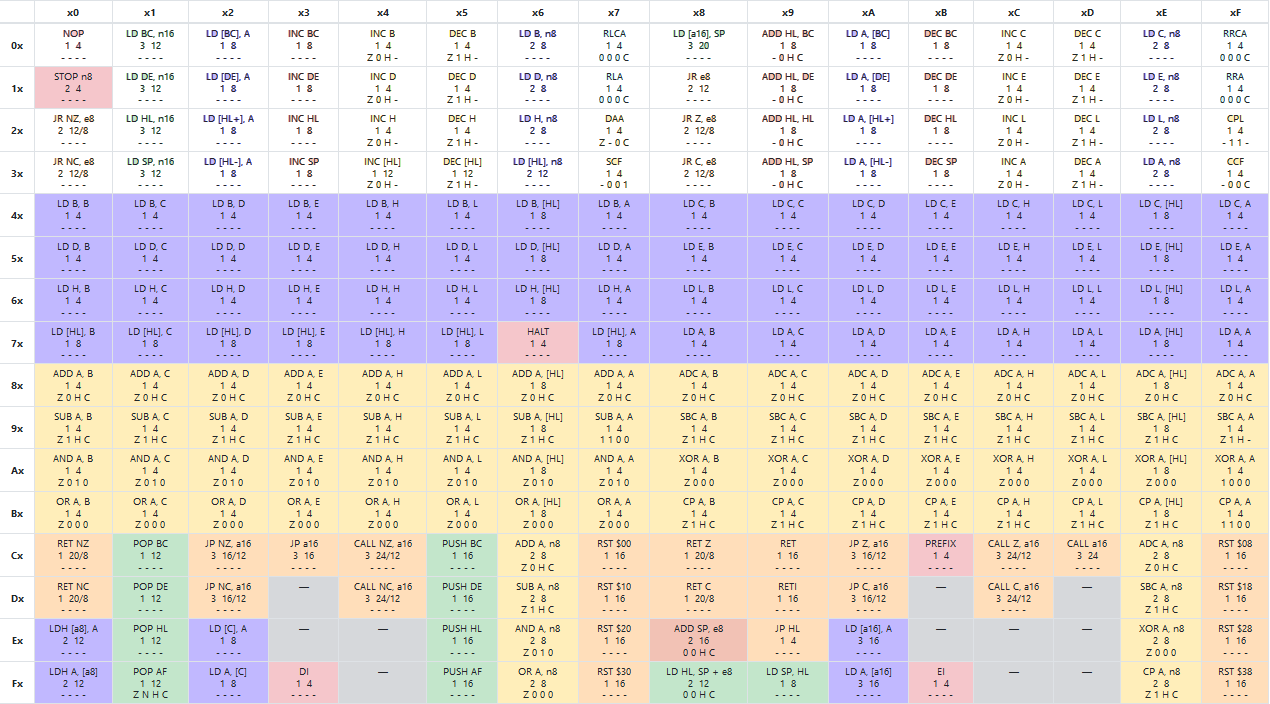 x0 x1 x2 x3 x4 x5 x6 x7 x8 x9 xA xB xC xD xE xF
NOP LD BC, n16 LD [BC], A INC BC INC B DEC B LD B, n8 RLCA LD [a16], SP ADD HL, BC LD A, [BC] DEC BC INC C DEC C LD C, n8 RRCA
0x 1 4 3 12 1 8 1 8 1 4 1 4 2 8 1 4 3 20 1 8 1 8 1 8 1 4 1 4 2 8 1 4
- - - - - - - - - - - - - - - - Z 0 H - Z 1 H - - - - - 0 0 0 C - - - - - 0 H C - - - - - - - - Z 0 H - Z 1 H - - - - - 0 0 0 C
STOP n8 LD DE, n16 LD [DE], A INC DE INC D DEC D LD D, n8 RLA JR e8 ADD HL, DE LD A, [DE] DEC DE INC E DEC E LD E, n8 RRA
1x 2 4 3 12 1 8 1 8 1 4 1 4 2 8 1 4 2 12 1 8 1 8 1 8 1 4 1 4 2 8 1 4
- - - - - - - - - - - - - - - - Z 0 H - Z 1 H - - - - - 0 0 0 C - - - - - 0 H C - - - - - - - - Z 0 H - Z 1 H - - - - - 0 0 0 C
JR NZ, e8 LD HL, n16 LD [HL+], A INC HL INC H DEC H LD H, n8 DAA JR Z, e8 ADD HL, HL LD A, [HL+] DEC HL INC L DEC L LD L, n8 CPL
2x 2 12/8 3 12 1 8 1 8 1 4 1 4 2 8 1 4 2 12/8 1 8 1 8 1 8 1 4 1 4 2 8 1 4
- - - - - - - - - - - - - - - - Z 0 H - Z 1 H - - - - - Z - 0 C - - - - - 0 H C - - - - - - - - Z 0 H - Z 1 H - - - - - - 1 1 -
JR NC, e8 LD SP, n16 LD [HL-], A INC SP INC [HL] DEC [HL] LD [HL], n8 SCF JR C, e8 ADD HL, SP LD A, [HL-] DEC SP INC A DEC A LD A, n8 CCF
3x 2 12/8 3 12 1 8 1 8 1 12 1 12 2 12 1 4 2 12/8 1 8 1 8 1 8 1 4 1 4 2 8 1 4
- - - - - - - - - - - - - - - - Z 0 H - Z 1 H - - - - - - 0 0 1 - - - - - 0 H C - - - - - - - - Z 0 H - Z 1 H - - - - - - 0 0 C
LD B, B LD B, C LD B, D LD B, E LD B, H LD B, L LD B, [HL] LD B, A LD C, B LD C, C LD C, D LD C, E LD C, H LD C, L LD C, [HL] LD C, A
4x 1 4 1 4 1 4 1 4 1 4 1 4 1 8 1 4 1 4 1 4 1 4 1 4 1 4 1 4 1 8 1 4
- - - - - - - - - - - - - - - - - - - - - - - - - - - - - - - - - - - - - - - - - - - - - - - - - - - - - - - - - - - - - - - -
LD D, B LD D, C LD D, D LD D, E LD D, H LD D, L LD D, [HL] LD D, A LD E, B LD E, C LD E, D LD E, E LD E, H LD E, L LD E, [HL] LD E, A
5x 1 4 1 4 1 4 1 4 1 4 1 4 1 8 1 4 1 4 1 4 1 4 1 4 1 4 1 4 1 8 1 4
- - - - - - - - - - - - - - - - - - - - - - - - - - - - - - - - - - - - - - - - - - - - - - - - - - - - - - - - - - - - - - - -
LD H, B LD H, C LD H, D LD H, E LD H, H LD H, L LD H, [HL] LD H, A LD L, B LD L, C LD L, D LD L, E LD L, H LD L, L LD L, [HL] LD L, A
6x 1 4 1 4 1 4 1 4 1 4 1 4 1 8 1 4 1 4 1 4 1 4 1 4 1 4 1 4 1 8 1 4
- - - - - - - - - - - - - - - - - - - - - - - - - - - - - - - - - - - - - - - - - - - - - - - - - - - - - - - - - - - - - - - -
LD [HL], B LD [HL], C LD [HL], D LD [HL], E LD [HL], H LD [HL], L HALT LD [HL], A LD A, B LD A, C LD A, D LD A, E LD A, H LD A, L LD A, [HL] LD A, A
7x 1 8 1 8 1 8 1 8 1 8 1 8 1 4 1 8 1 4 1 4 1 4 1 4 1 4 1 4 1 8 1 4
- - - - - - - - - - - - - - - - - - - - - - - - - - - - - - - - - - - - - - - - - - - - - - - - - - - - - - - - - - - - - - - -
ADD A, B ADD A, C ADD A, D ADD A, E ADD A, H ADD A, L ADD A, [HL] ADD A, A ADC A, B ADC A, C ADC A, D ADC A, E ADC A, H ADC A, L ADC A, [HL] ADC A, A
8x 1 4 1 4 1 4 1 4 1 4 1 4 1 8 1 4 1 4 1 4 1 4 1 4 1 4 1 4 1 8 1 4
Z 0 H C Z 0 H C Z 0 H C Z 0 H C Z 0 H C Z 0 H C Z 0 H C Z 0 H C Z 0 H C Z 0 H C Z 0 H C Z 0 H C Z 0 H C Z 0 H C Z 0 H C Z 0 H C
SUB A, B SUB A, C SUB A, D SUB A, E SUB A, H SUB A, L SUB A, [HL] SUB A, A SBC A, B SBC A, C SBC A, D SBC A, E SBC A, H SBC A, L SBC A, [HL] SBC A, A
9x 1 4 1 4 1 4 1 4 1 4 1 4 1 8 1 4 1 4 1 4 1 4 1 4 1 4 1 4 1 8 1 4
Z 1 H C Z 1 H C Z 1 H C Z 1 H C Z 1 H C Z 1 H C Z 1 H C 1 1 0 0 Z 1 H C Z 1 H C Z 1 H C Z 1 H C Z 1 H C Z 1 H C Z 1 H C Z 1 H -
AND A, B AND A, C AND A, D AND A, E AND A, H AND A, L AND A, [HL] AND A, A XOR A, B XOR A, C XOR A, D XOR A, E XOR A, H XOR A, L XOR A, [HL] XOR A, A
Ax 1 4 1 4 1 4 1 4 1 4 1 4 1 8 1 4 1 4 1 4 1 4 1 4 1 4 1 4 1 8 1 4
Z 0 1 0 Z 0 1 0 Z 0 1 0 Z 0 1 0 Z 0 1 0 Z 0 1 0 Z 0 1 0 Z 0 1 0 Z 0 0 0 Z 0 0 0 Z 0 0 0 Z 0 0 0 Z 0 0 0 Z 0 0 0 Z 0 0 0 1 0 0 0
OR A, B OR A, C OR A, D OR A, E OR A, H OR A, L OR A, [HL] OR A, A CP A, B CP A, C CP A, D CP A, E CP A, H CP A, L CP A, [HL] CP A, A
Bx 1 4 1 4 1 4 1 4 1 4 1 4 1 8 1 4 1 4 1 4 1 4 1 4 1 4 1 4 1 8 1 4
Z 0 0 0 Z 0 0 0 Z 0 0 0 Z 0 0 0 Z 0 0 0 Z 0 0 0 Z 0 0 0 Z 0 0 0 Z 1 H C Z 1 H C Z 1 H C Z 1 H C Z 1 H C Z 1 H C Z 1 H C 1 1 0 0
RET NZ POP BC JP NZ, a16 JP a16 CALL NZ, a16 PUSH BC ADD A, n8 RST $00 RET Z RET JP Z, a16 PREFIX CALL Z, a16 CALL a16 ADC A, n8 RST $08
Cx 1 20/8 1 12 3 16/12 3 16 3 24/12 1 16 2 8 1 16 1 20/8 1 16 3 16/12 1 4 3 24/12 3 24 2 8 1 16
- - - - - - - - - - - - - - - - - - - - - - - - Z 0 H C - - - - - - - - - - - - - - - - - - - - - - - - - - - - Z 0 H C - - - -
RET NC POP DE JP NC, a16 — CALL NC, a16 PUSH DE SUB A, n8 RST $10 RET C RETI JP C, a16 — CALL C, a16 — SBC A, n8 RST $18
Dx 1 20/8 1 12 3 16/12 3 24/12 1 16 2 8 1 16 1 20/8 1 16 3 16/12 3 24/12 2 8 1 16
- - - - - - - - - - - - - - - - - - - - Z 1 H C - - - - - - - - - - - - - - - - - - - - Z 1 H C - - - -
LDH [a8], A POP HL LD [C], A — — PUSH HL AND A, n8 RST $20 ADD SP, e8 JP HL LD [a16], A — — — XOR A, n8 RST $28
Ex 2 12 1 12 1 8 1 16 2 8 1 16 2 16 1 4 3 16 2 8 1 16
- - - - - - - - - - - - - - - - Z 0 1 0 - - - - 0 0 H C - - - - - - - - Z 0 0 0 - - - -
LDH A, [a8] POP AF LD A, [C] DI — PUSH AF OR A, n8 RST $30 LD HL, SP + e8 LD SP, HL LD A, [a16] EI — — CP A, n8 RST $38
Fx 2 12 1 12 1 8 1 4 1 16 2 8 1 16 2 12 1 8 3 16 1 4 2 8 1 16
- - - - Z N H C - - - - - - - - - - - - Z 0 0 0 - - - - 0 0 H C - - - - - - - - - - - - Z 1 H C - - - -